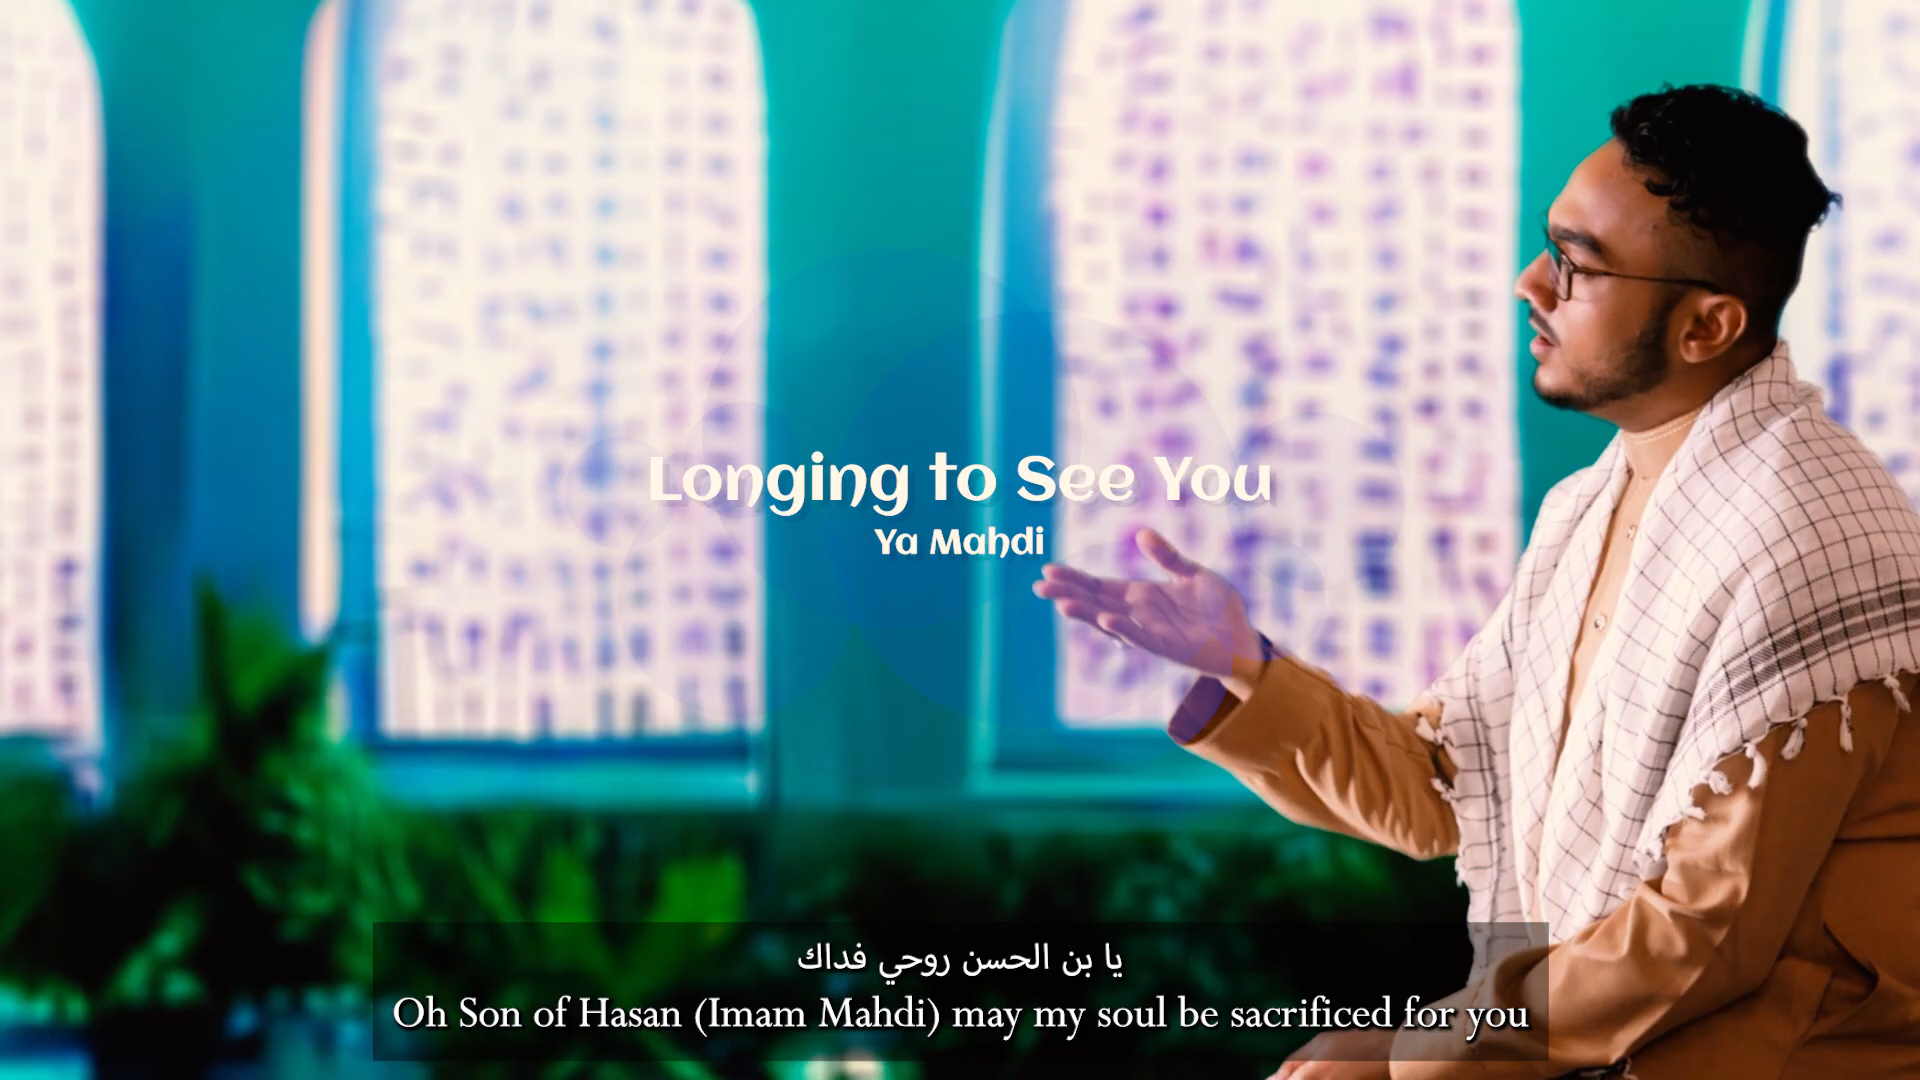 Longing to See You
Ya Mahdi
يا بن الحسن روحي فداك
Oh Son of Hasan (Imam Mahdi) may my soul be sacrificed for you